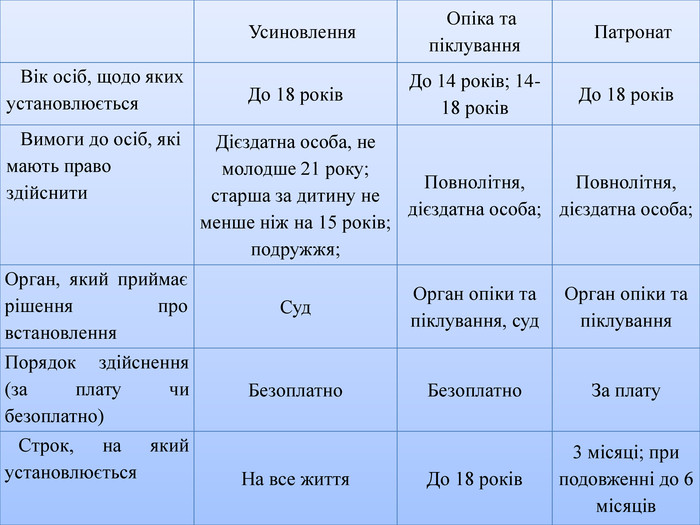 Усиновлення
Опіка та
піклування
Патронат
Вік осіб, щодо яких
установлюється
До 18 років
До 14 років; 14-
18 років
До 18 років
Вимоги до осіб, які
мають право
здійснити
Дієздатна особа, не
молодше 21 року;
старша за дитину не
менше ніж на 15 років;
подружжя;
Повнолітня,
дієздатна особа;
Повнолітня,
дієздатна особа;
Орган, який приймає
рішення про
встановлення
Суд
Орган опіки та
піклування, суд
Орган опіки та
піклування
Порядок здійснення
(за плату чи
безоплатно)
Безоплатно
Безоплатно
За плату
Строк, на який
установлюється
На все життя
До 18 років
3 місяці; при
подовженні до 6
місяців